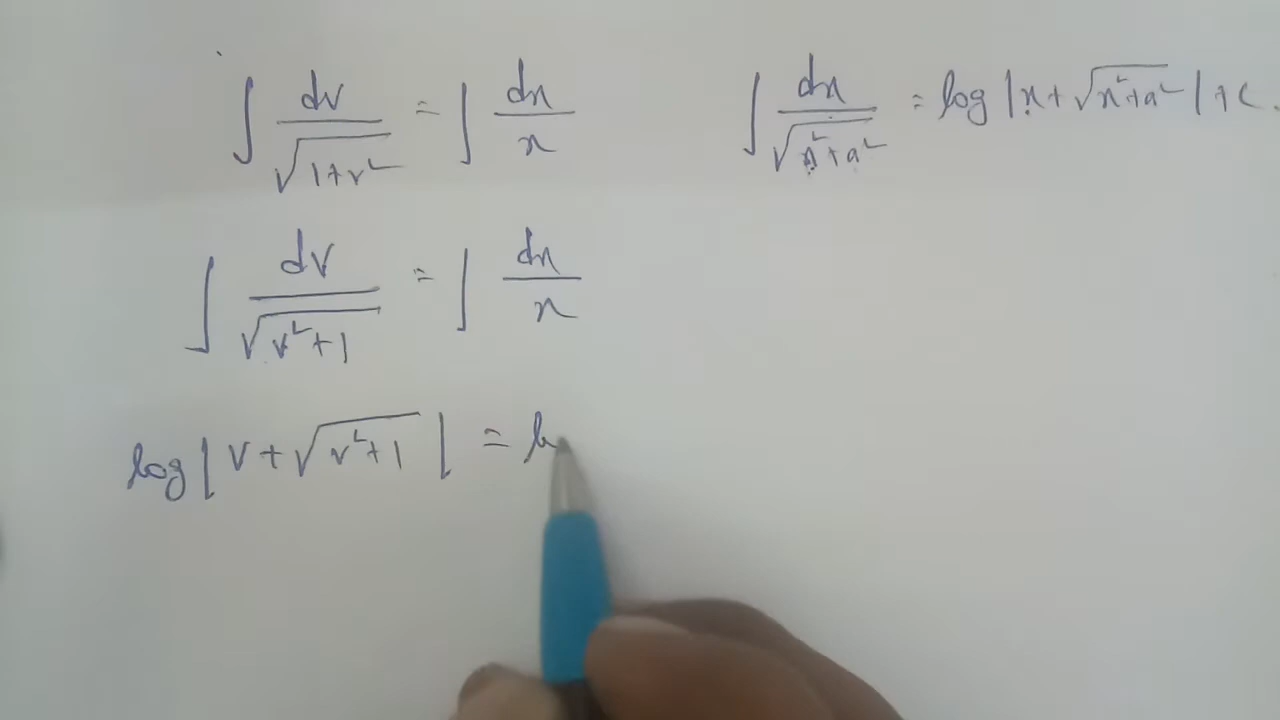 ∫ dv/√(1+v²) = ∫ dx/x
∫ dx/√(x²+a²) = log |x + √(x²+a²)| + c.
∫ dv/√(v²+1) = ∫ dx/x
log | v + √(v²+1) | =